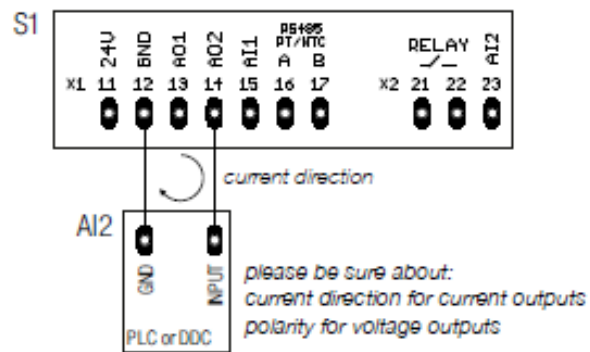 S1
24V GND AO1 AO2 AI1 RS485 PT/NTC A B RELAY AI2
X1 11 12 13 14 15 16 17 X2 21 22 23
current direction
AI2
GND INPUT
please be sure about:
current direction for current outputs
polarity for voltage outputs
PLC or DDC